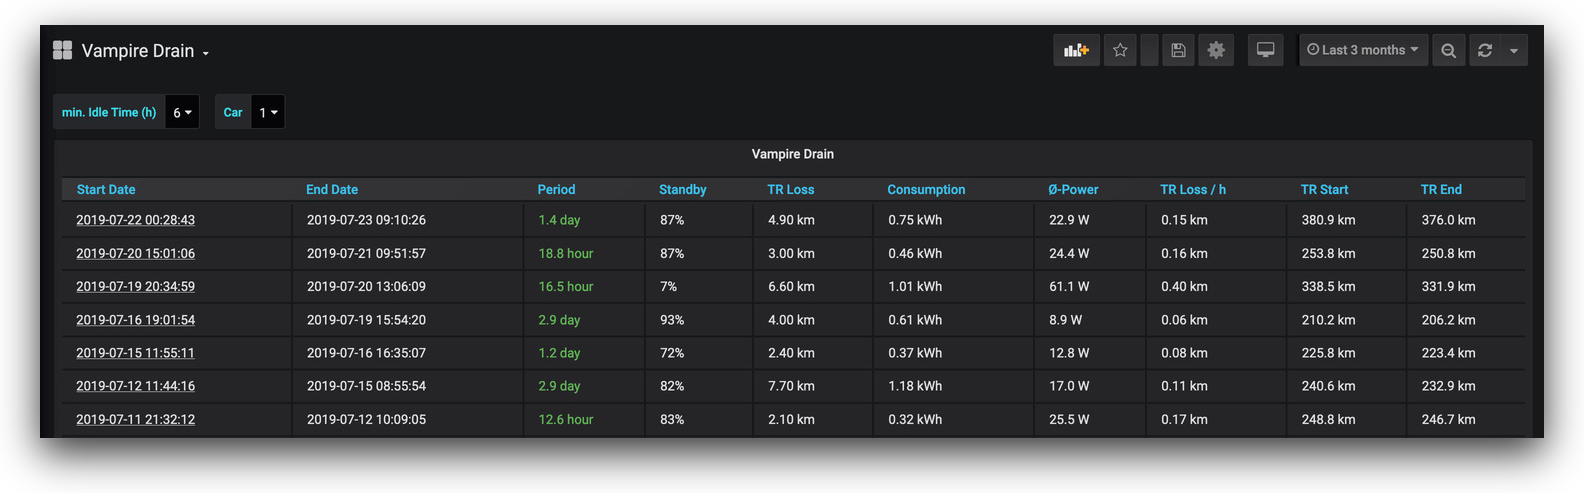 Vampire Drain
Last 3 months
min. Idle Time (h) 6 Car 1
Vampire Drain
Start Date End Date Period Standby TR Loss Consumption Ø-Power TR Loss / h TR Start TR End
2019-07-22 00:28:43 2019-07-23 09:10:26 1.4 day 87% 4.90 km 0.75 kWh 22.9 W 0.15 km 380.9 km 376.0 km
2019-07-20 15:01:06 2019-07-21 09:51:57 18.8 hour 87% 3.00 km 0.46 kWh 24.4 W 0.16 km 253.8 km 250.8 km
2019-07-19 20:34:59 2019-07-20 13:06:09 16.5 hour 7% 6.60 km 1.01 kWh 61.1 W 0.40 km 338.5 km 331.9 km
2019-07-16 19:01:54 2019-07-19 15:54:20 2.9 day 93% 4.00 km 0.61 kWh 8.9 W 0.06 km 210.2 km 206.2 km
2019-07-15 11:55:11 2019-07-16 16:35:07 1.2 day 72% 2.40 km 0.37 kWh 12.8 W 0.08 km 225.8 km 223.4 km
2019-07-12 11:44:16 2019-07-15 08:55:54 2.9 day 82% 7.70 km 1.18 kWh 17.0 W 0.11 km 240.6 km 232.9 km
2019-07-11 21:32:12 2019-07-12 10:09:05 12.6 hour 83% 2.10 km 0.32 kWh 25.5 W 0.17 km 248.8 km 246.7 km